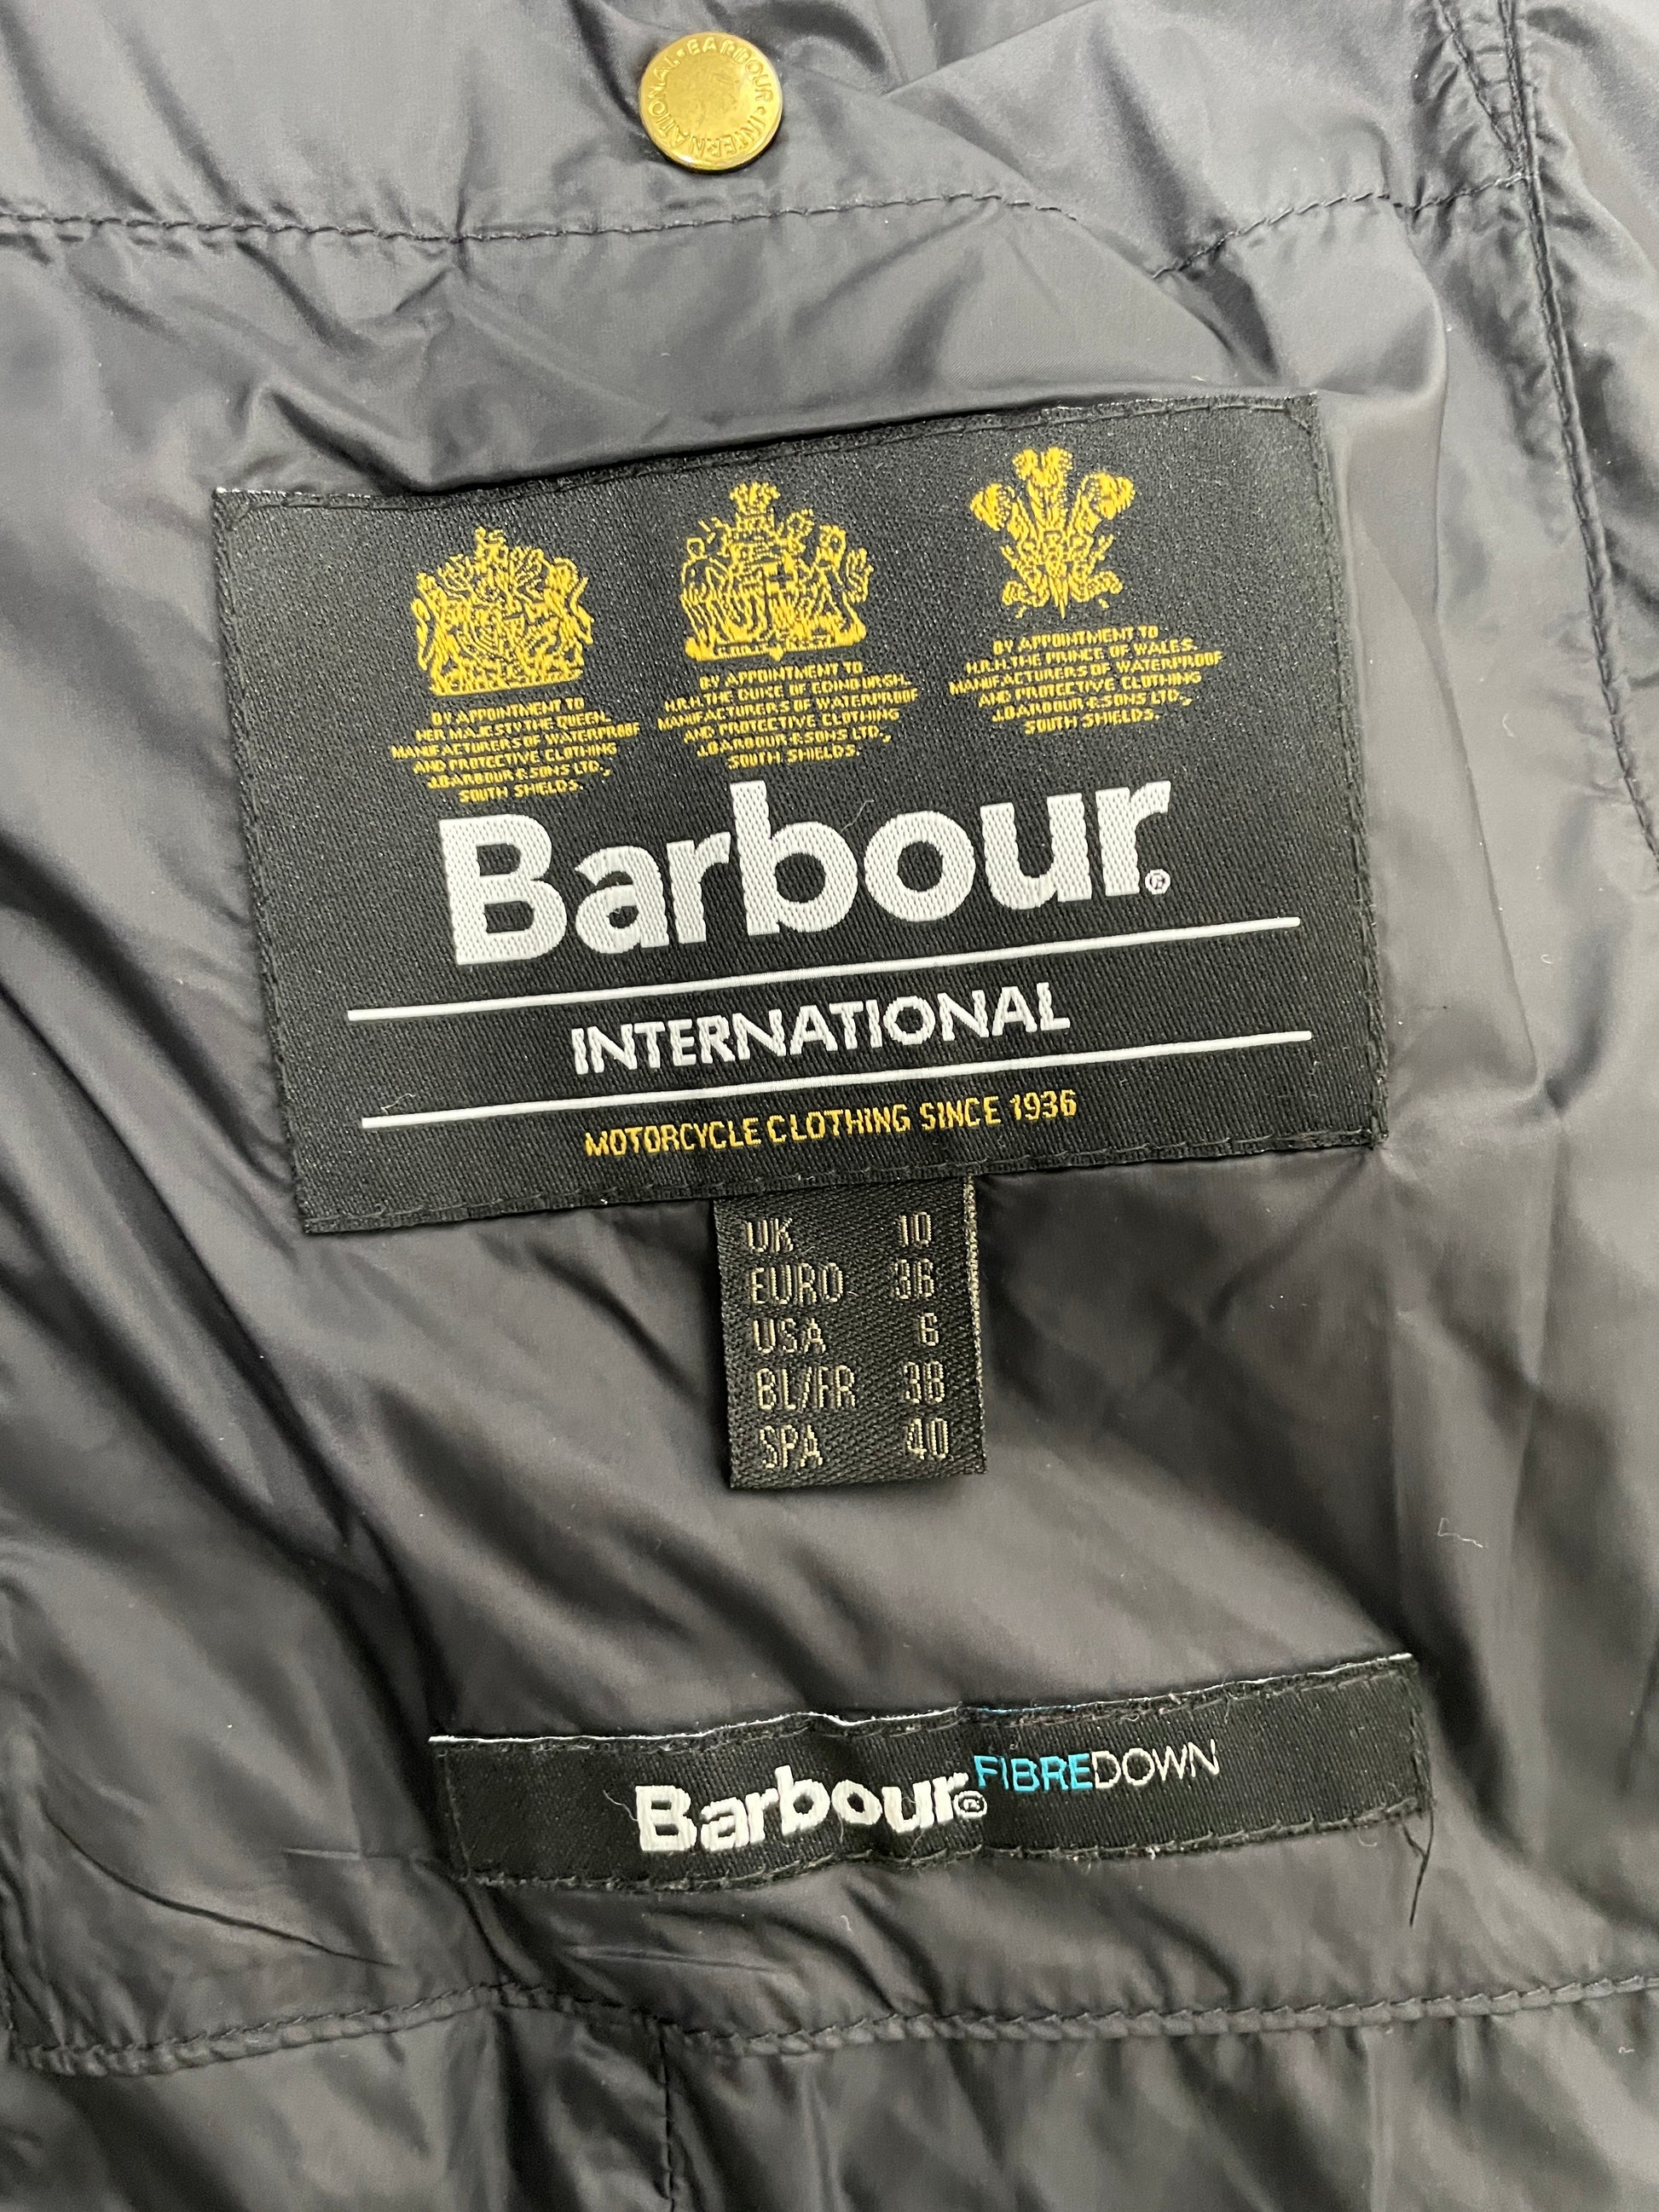 BARBOUR • INTERNATIONAL •
BY APPOINTMENT TO
HER MAJESTY THE QUEEN.
MANUFACTURERS OF WATERPROOF
AND PROTECTIVE CLOTHING
J.BARBOUR & SONS LTD.,
SOUTH SHIELDS.
BY APPOINTMENT TO
H.R.H. THE DUKE OF EDINBURGH.
MANUFACTURERS OF WATERPROOF
AND PROTECTIVE CLOTHING
J.BARBOUR & SONS LTD.,
SOUTH SHIELDS.
BY APPOINTMENT TO
H.R.H. THE PRINCE OF WALES.
MANUFACTURERS OF WATERPROOF
AND PROTECTIVE CLOTHING
J.BARBOUR & SONS LTD.,
SOUTH SHIELDS.
Barbour®
INTERNATIONAL
MOTORCYCLE CLOTHING SINCE 1936
UK 10
EURO 36
USA 6
BL/FR 38
SPA 40
Barbour® FIBREDOWN